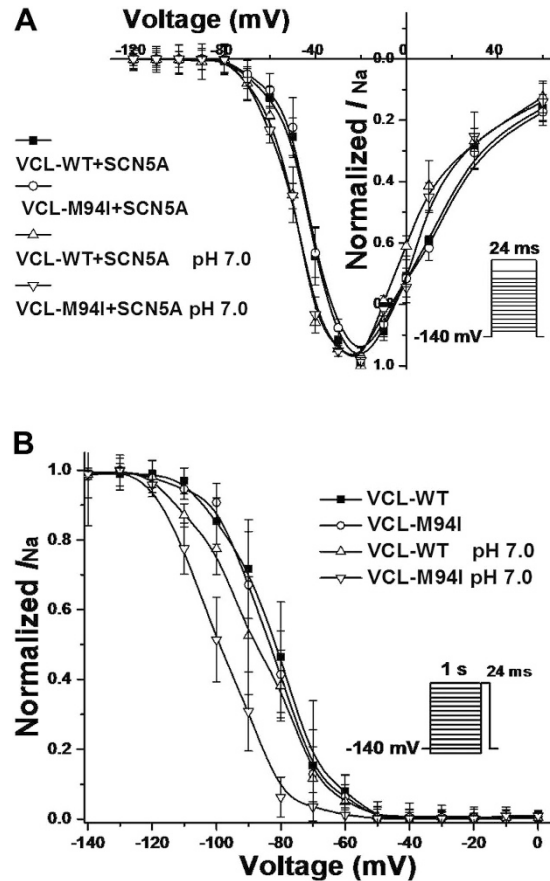 A
Voltage (mV)
-120 -80 -40 0 40
0.0
0.2
0.4
0.6
0.8
1.0
Normalized I Na
VCL-WT+SCN5A
VCL-M94I+SCN5A
VCL-WT+SCN5A pH 7.0
VCL-M94I+SCN5A pH 7.0
24 ms
-140 mV
B
1.0
0.8
0.6
0.4
0.2
0.0
Normalized INa
VCL-WT
VCL-M94I
VCL-WT pH 7.0
VCL-M94I pH 7.0
1 s 24 ms
-140 mV
-140 -120 -100 -80 -60 -40 -20 0
Voltage (mV)